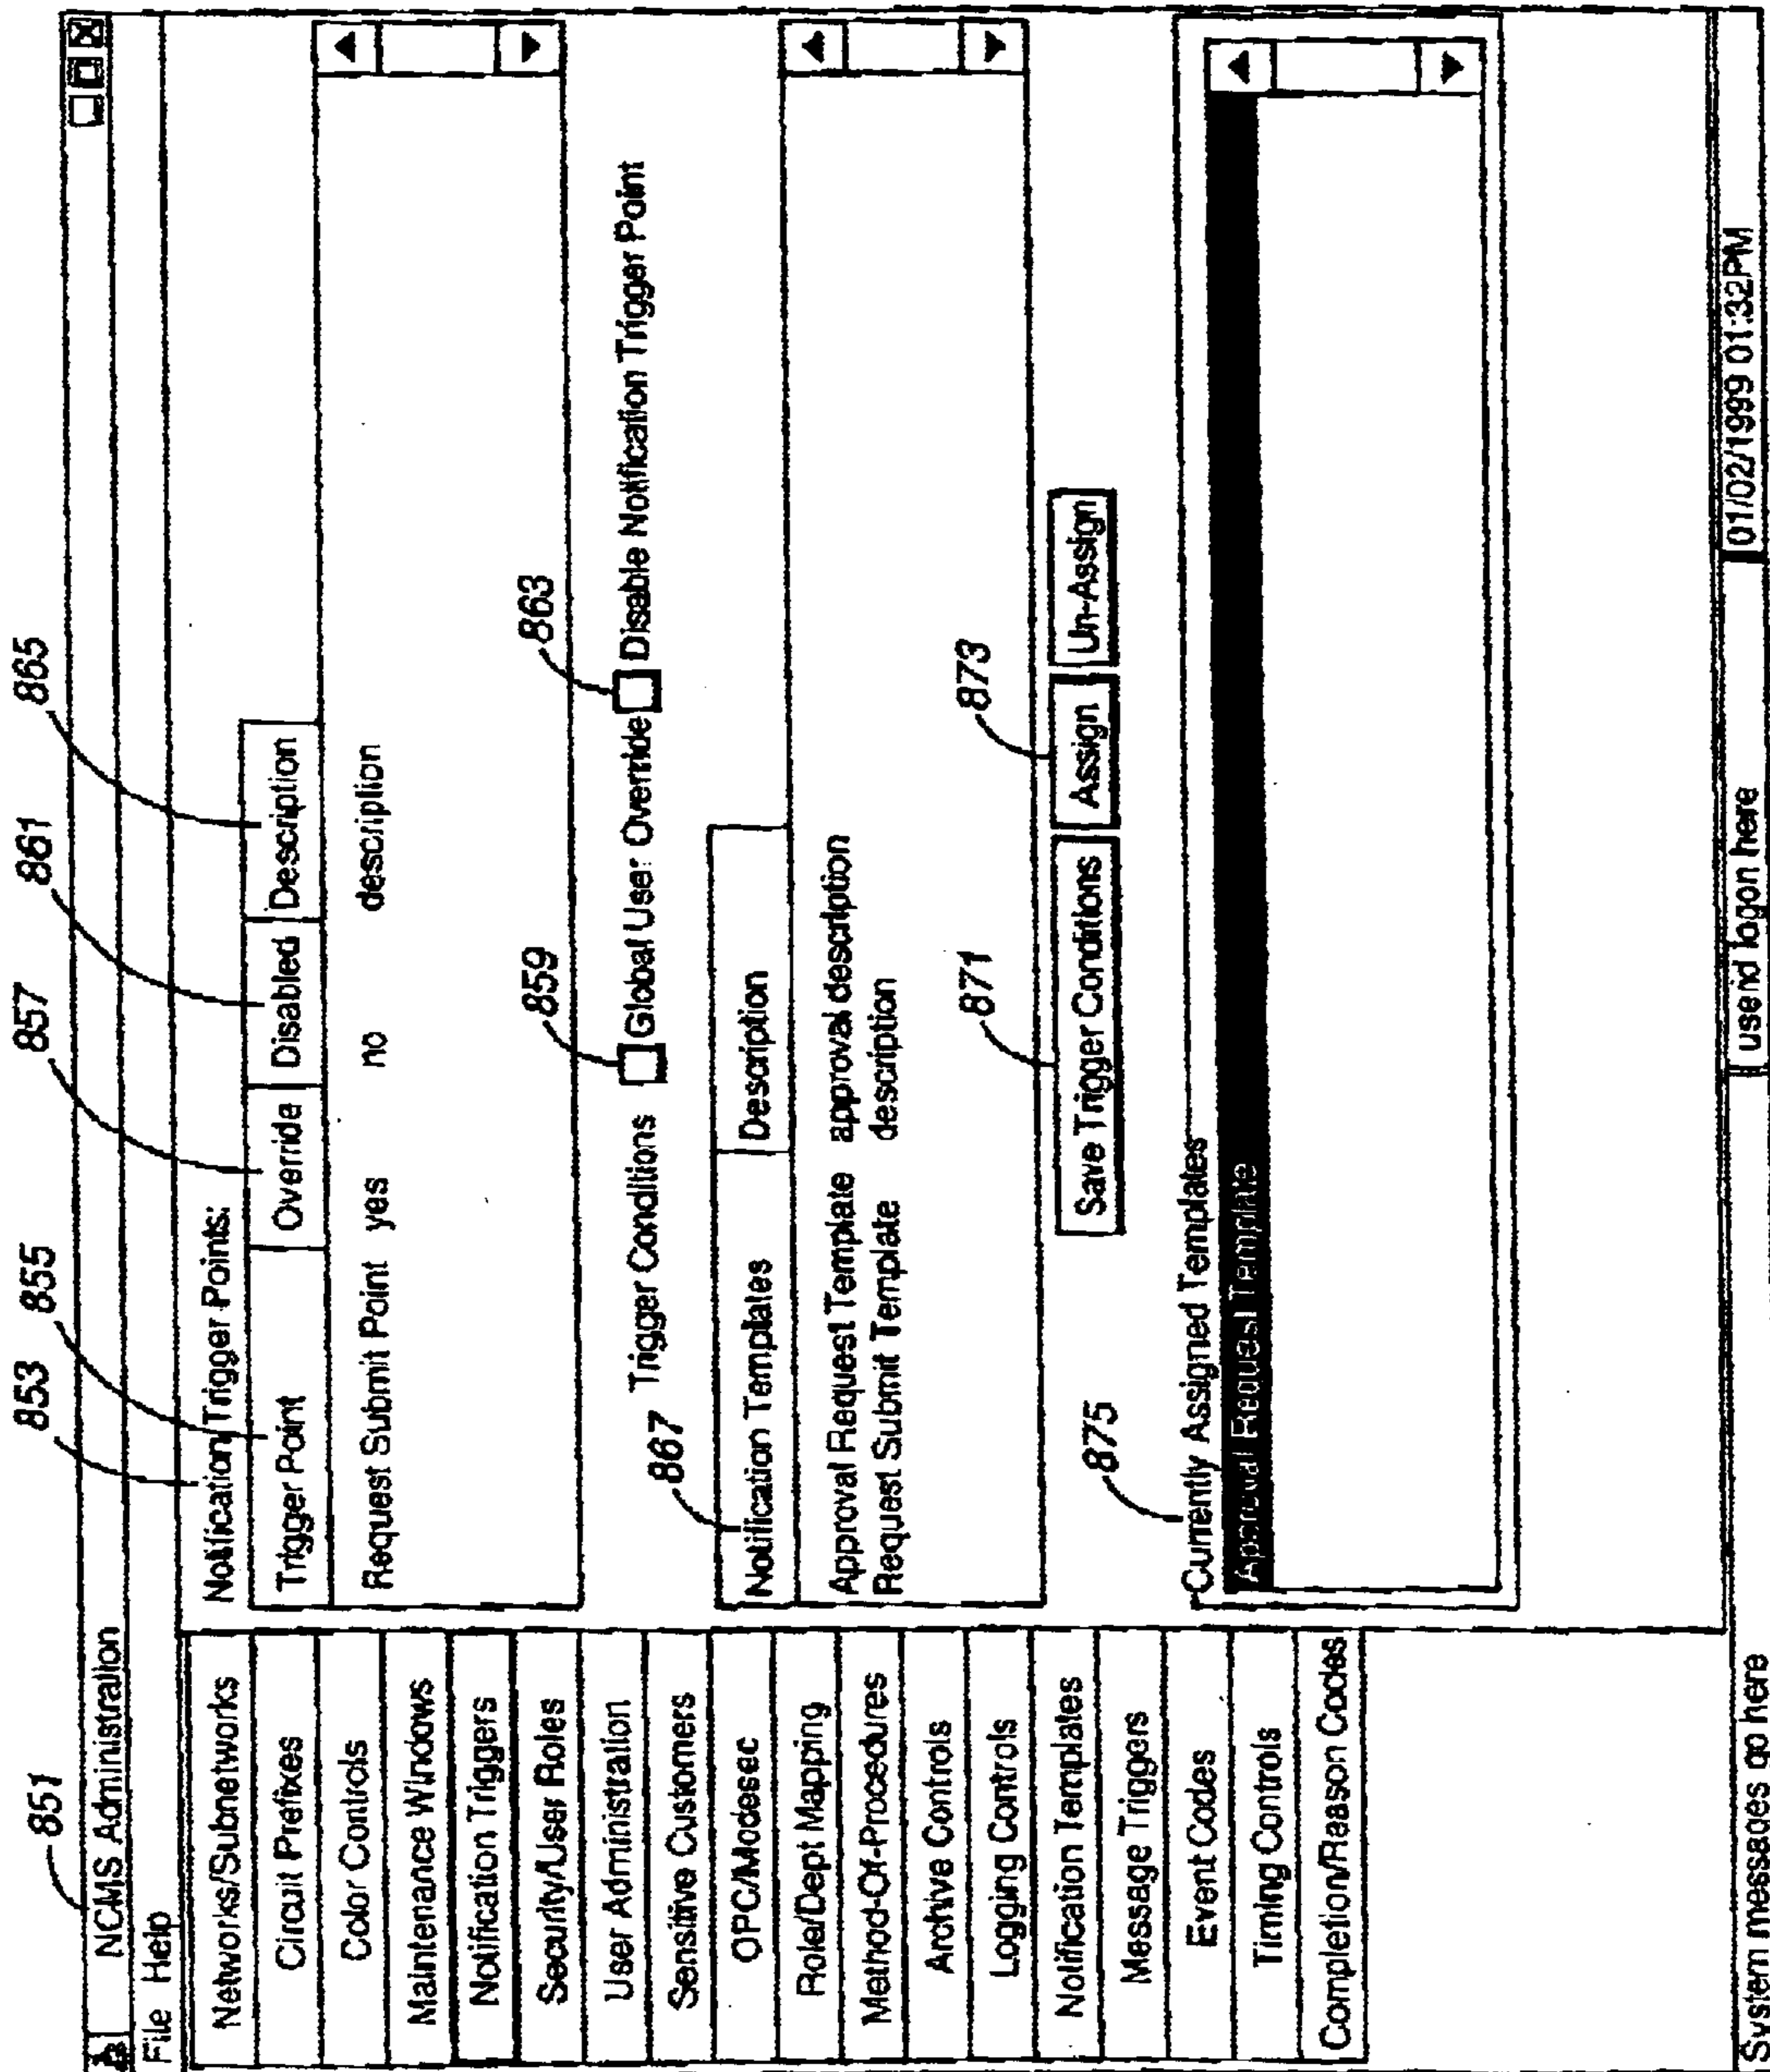 851
NCMS Administration
File Help
Networks/Subnetworks
Circuit Prefixes
Color Controls
Maintenance Windows
Notification Triggers
Security/User Roles
User Administration
Sensitive Customers
OPC/Modesec
Role/Dept Mapping
Method-Of-Procedures
Archive Controls
Logging Controls
Notification Templates
Message Triggers
Event Codes
Timing Controls
Completion/Reason Codes
853 855 857 861 865
Notification Trigger Points:
Trigger Point Override Disabled Description
Request Submit Point yes no description
859 863
Trigger Conditions Global User Override Disable Notification Trigger Point
867
Notification Templates Description
Approval Request Template approval description
Request Submit Template description
871 873
Save Trigger Conditions Assign Un-Assign
875
Currently Assigned Templates
Approval Request Template
System messages go here userid logon here 01/02/1999 01:32PM